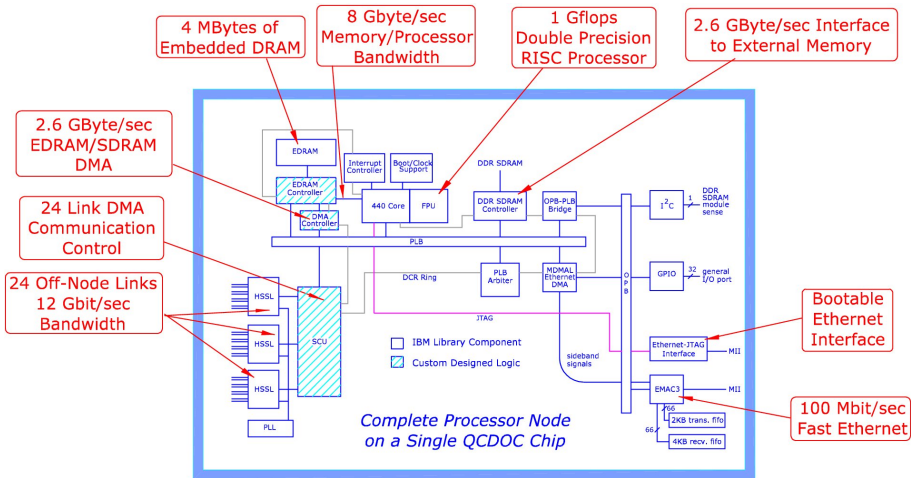 4 MBytes of
Embedded DRAM
8 Gbyte/sec
Memory/Processor
Bandwidth
1 Gflops
Double Precision
RISC Processor
2.6 GByte/sec Interface
to External Memory
2.6 GByte/sec
EDRAM/SDRAM
DMA
24 Link DMA
Communication
Control
24 Off-Node Links
12 Gbit/sec
Bandwidth
EDRAM
Interrupt
Controller
Boot/Clock
Support
DDR SDRAM
EDRAM
Controller
440 Core
FPU
DDR SDRAM
Controller
OPB-PLB
Bridge
I2C
1
DDR
SDRAM
module
sense
DMA
Controller
PLB
DCR Ring
PLB
Arbiter
MDMAL
Ethernet
DMA
OPB
GPIO
32
general
I/O port
HSSL
HSSL
HSSL
SCU
PLL
JTAG
IBM Library Component
Custom Designed Logic
sideband
signals
Ethernet-JTAG
Interface
MII
EMAC3
MII
66
2KB trans. fifo
66
4KB recv. fifo
Bootable
Ethernet
Interface
100 Mbit/sec
Fast Ethernet
Complete Processor Node
on a Single QCDOC Chip